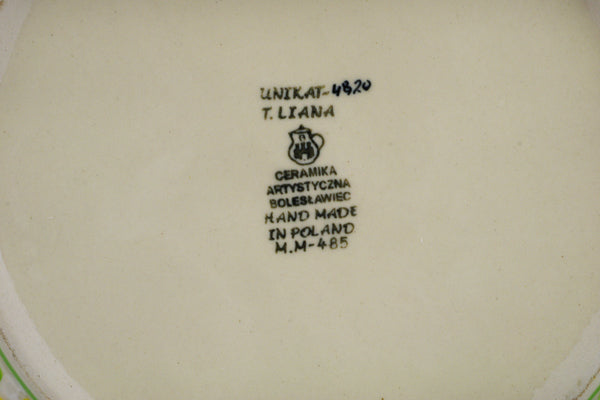 UNIKAT-4820
T. LIANA
CERAMIKA
ARTYSTYCZNA
BOLESŁAWIEC
HAND MADE
IN POLAND
M.M-485